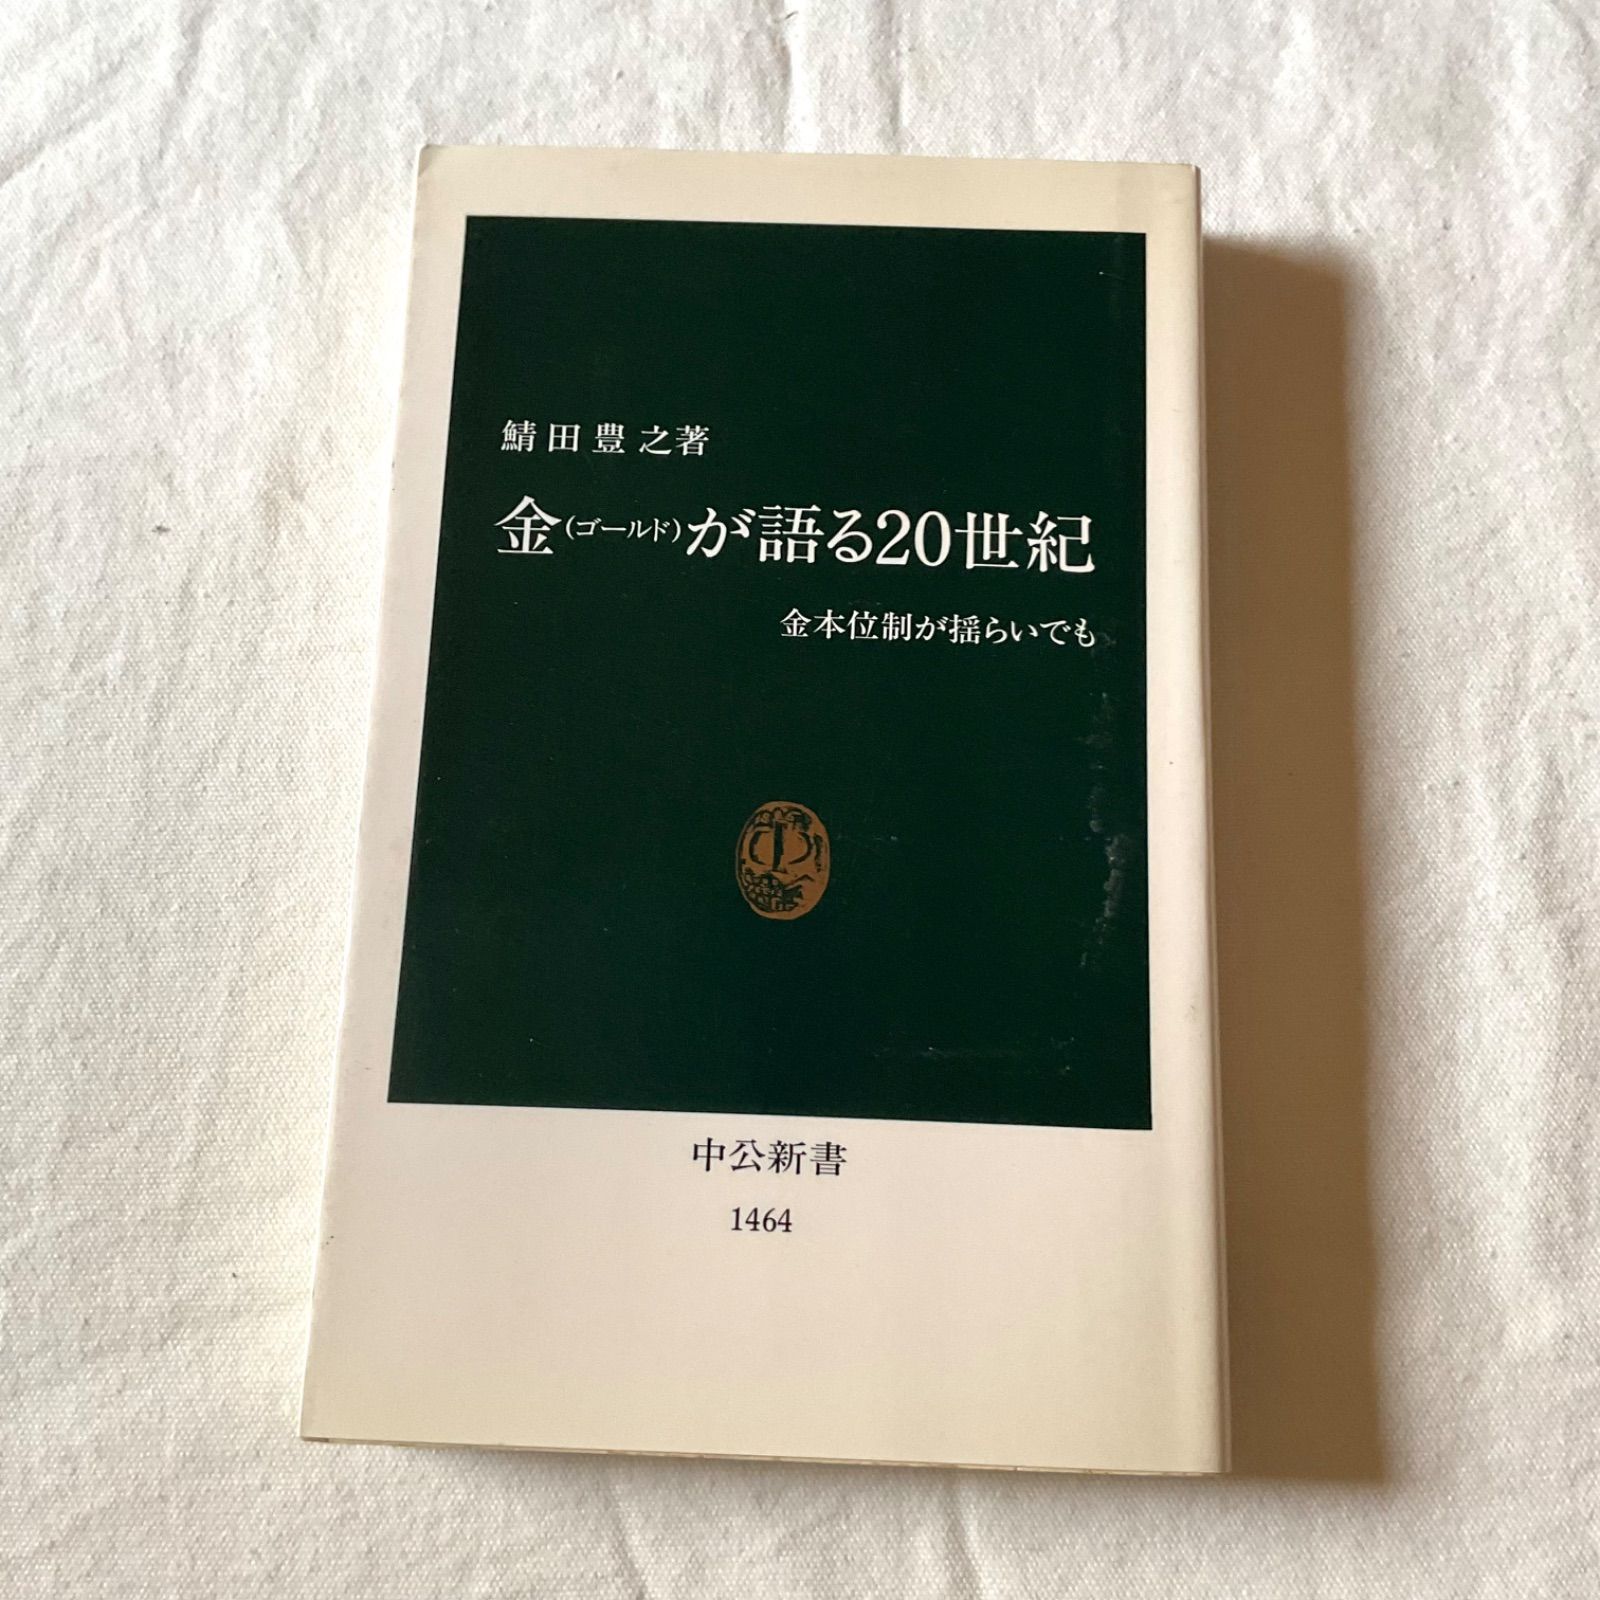 鯖田豊之著
金(ゴールド)が語る20世紀
金本位制が揺らいでも
中公新書
1464